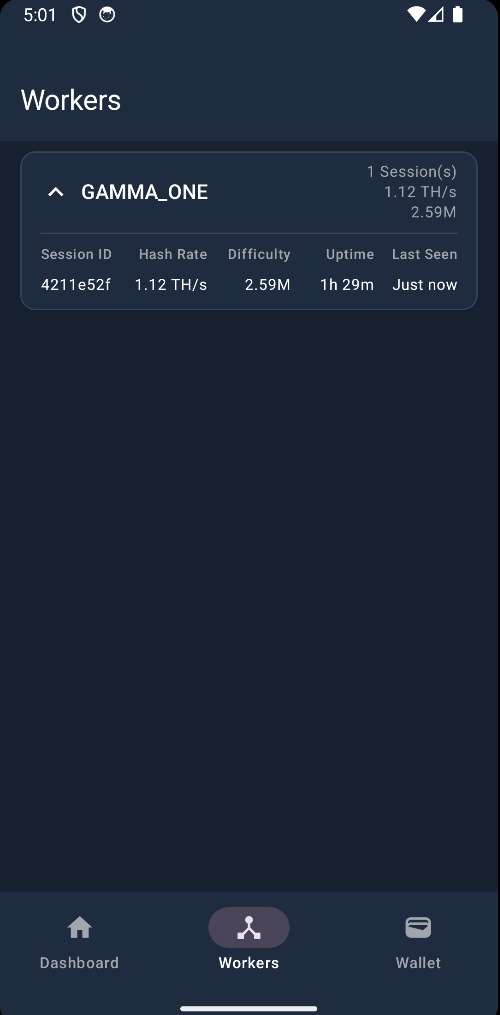 5:01
Workers
GAMMA_ONE
1 Session(s)
1.12 TH/s
2.59M
Session ID Hash Rate Difficulty Uptime Last Seen
4211e52f 1.12 TH/s 2.59M 1h 29m Just now
Dashboard Workers Wallet